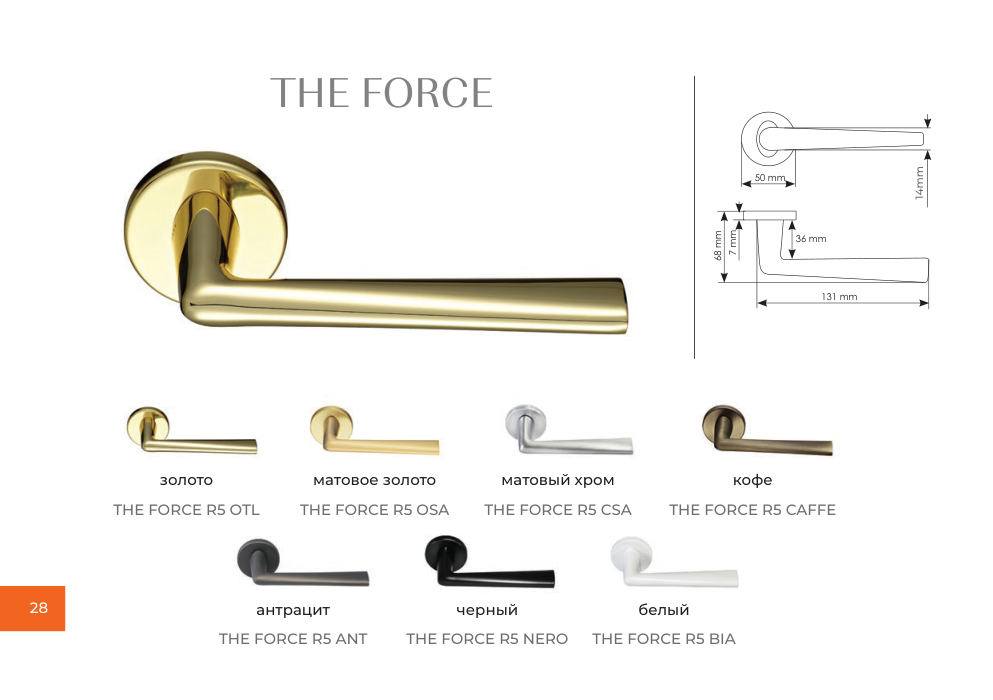 THE FORCE
50 mm
14mm
68 mm
7 mm
36 mm
131 mm
золото
матовое золото
матовый хром
кофе
THE FORCE R5 OTL
THE FORCE R5 OSA
THE FORCE R5 CSA
THE FORCE R5 CAFFE
антрацит
черный
белый
THE FORCE R5 ANT
THE FORCE R5 NERO
THE FORCE R5 BIA
28